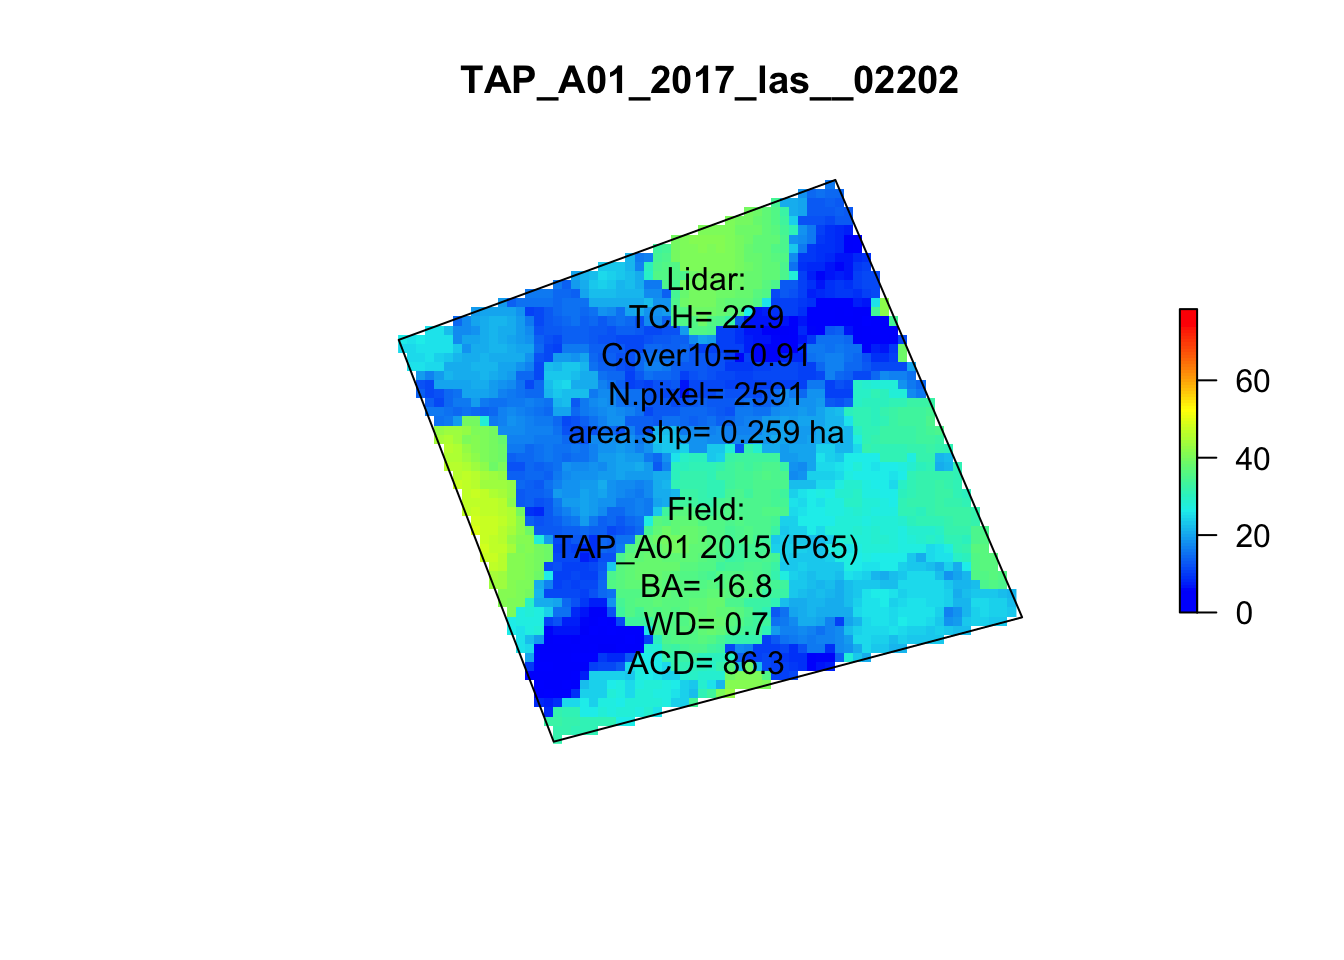 TAP_A01_2017_las__02202
Lidar:
TCH= 22.9
Cover10= 0.91
N.pixel= 2591
area.shp= 0.259 ha
Field:
TAP_A01 2015 (P65)
BA= 16.8
WD= 0.7
ACD= 86.3
60
40
20
0